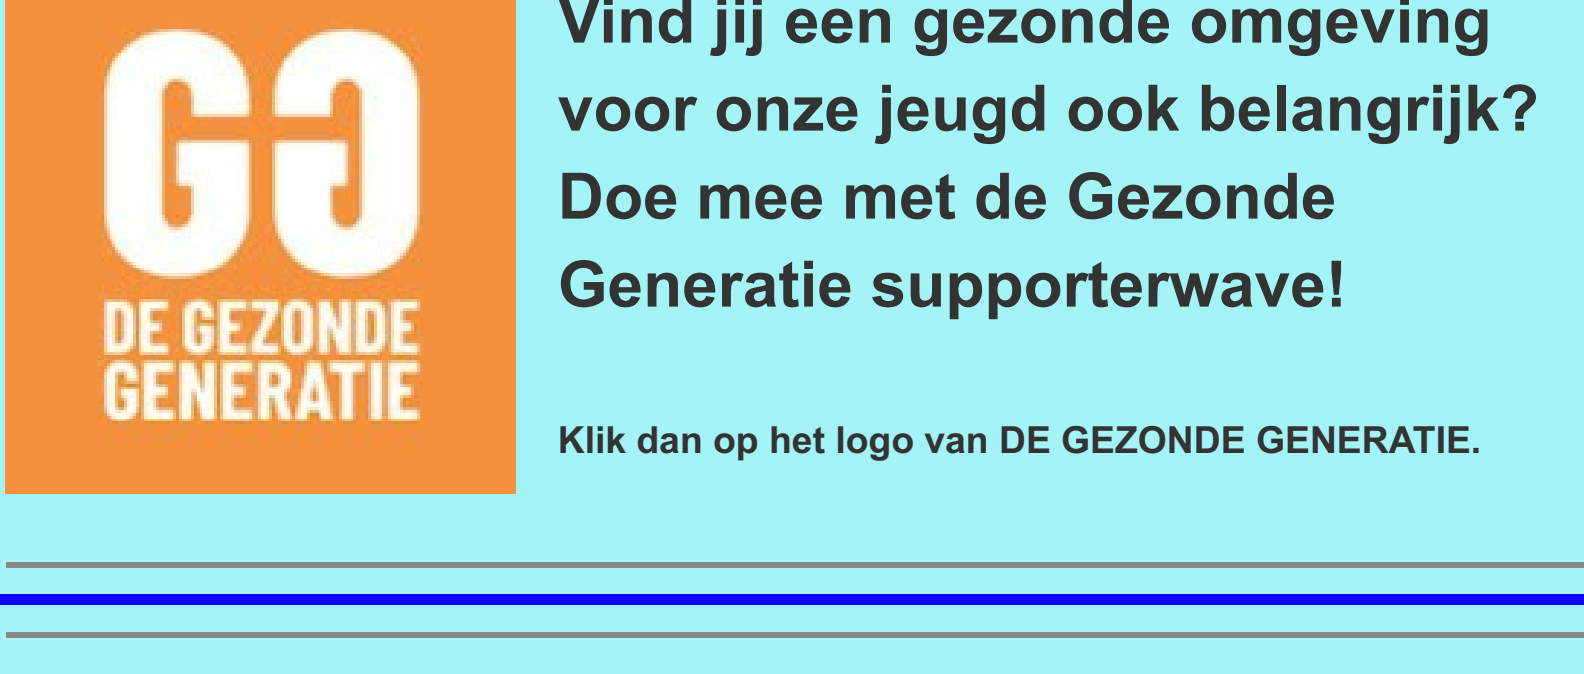 GG
DE GEZONDE
GENERATIE
Vind jij een gezonde omgeving
voor onze jeugd ook belangrijk?
Doe mee met de Gezonde
Generatie supporterwave!
Klik dan op het logo van DE GEZONDE GENERATIE.